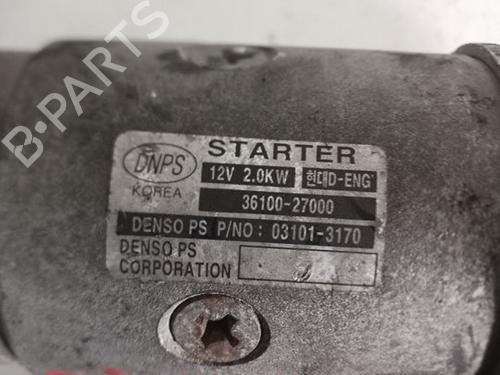 B-PARTS
DNPS
KOREA
STARTER
12V 2.0KW 현대D-ENG
36100-27000
DENSO PS P/NO: 03101-3170
DENSO PS
CORPORATION